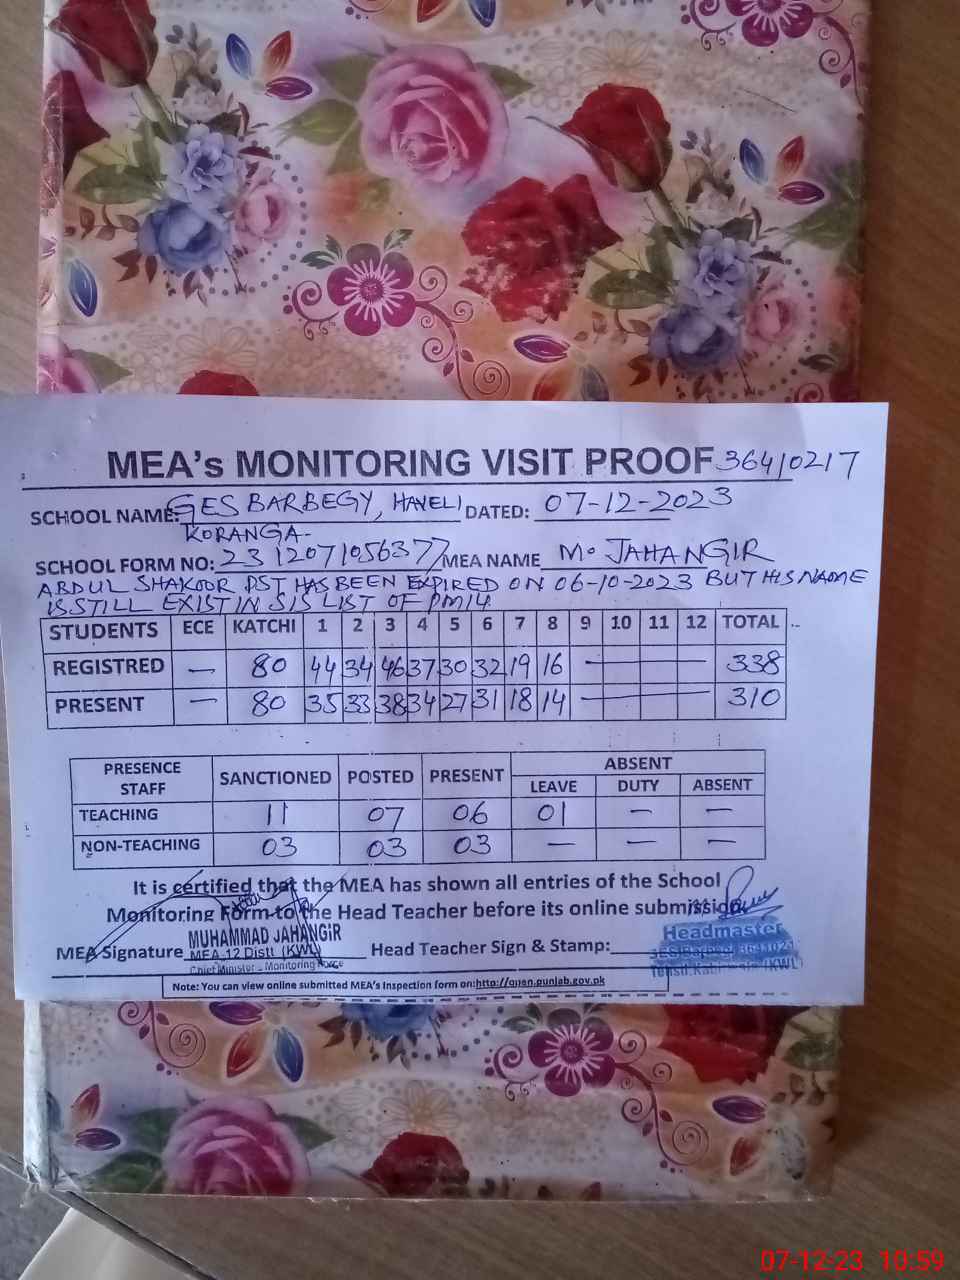 MEA's MONITORING VISIT PROOF 36410217
SCHOOL NAME: GES BARBEGY, HAVELI KORANGA- DATED: 07-12-2023
SCHOOL FORM NO: 2312071056377 MEA NAME M. JAHANGIR
ABDUL SHAKOOR PST HAS BEEN EXPIRED ON 06-10-2023 BUT HIS NAME
IS STILL EXIST IN SIS LIST OF PMIU.
STUDENTS ECE KATCHI 1 2 3 4 5 6 7 8 9 10 11 12 TOTAL
REGISTRED — 80 44 34 46 37 30 32 19 16 — — — — 338
PRESENT — 80 35 33 38 34 27 31 18 14 — — — — 310
PRESENCE STAFF SANCTIONED POSTED PRESENT ABSENT
LEAVE DUTY ABSENT
TEACHING 11 07 06 01 — —
NON-TEACHING 03 03 03 — — —
It is certified that the MEA has shown all entries of the School
Monitoring Form to the Head Teacher before its online submission.
MEA Signature MUHAMMAD JAHANGIR Head Teacher Sign & Stamp: Headmaster
MEA 12 Distt (KWL)
Chief Minister Monitoring Force
(KWL)
Note: You can view online submitted MEA's Inspection form on:http://open.punjab.gov.pk
07-12-23 10:59